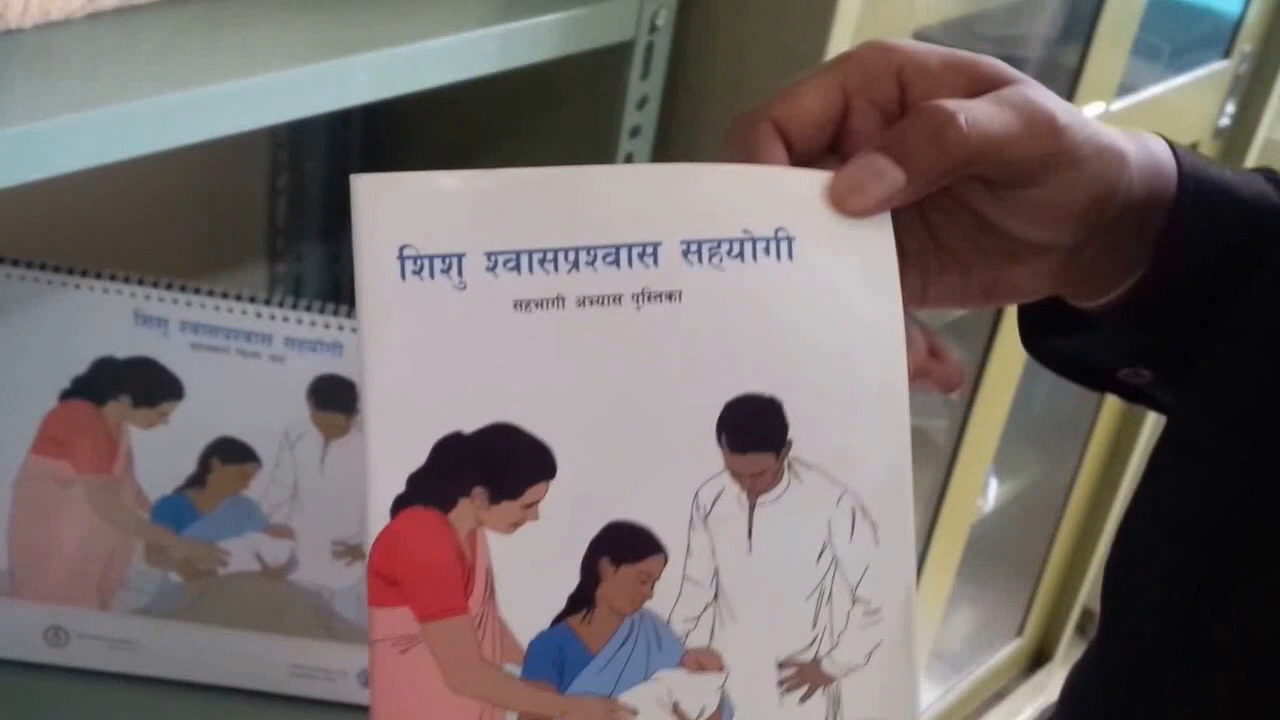 शिशु श्वासप्रश्वास सहयोगी
सहभागी अभ्यास पुस्तिका
शिशु श्वासप्रश्वास सहयोगी